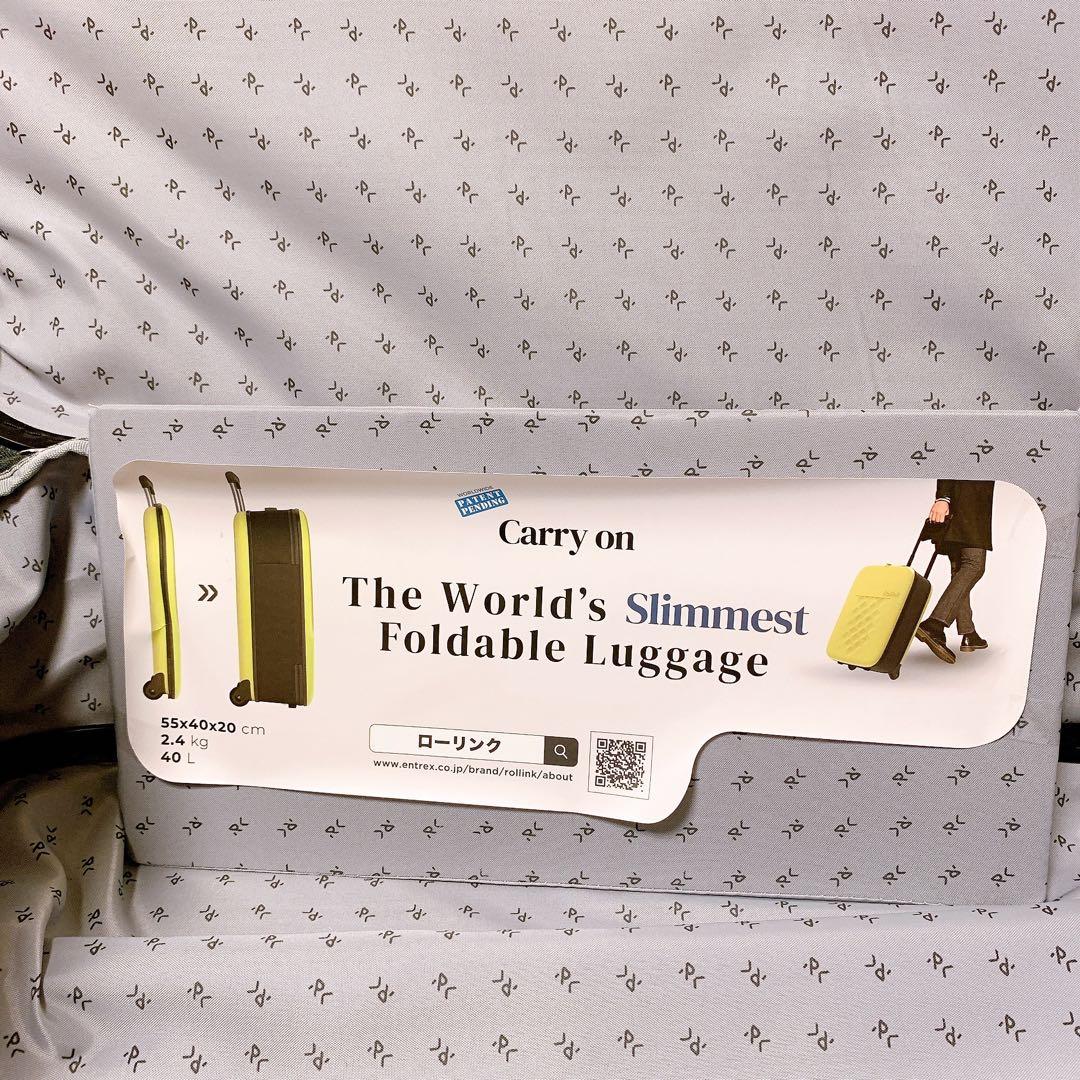 WORLDWIDE
PATENT
PENDING
Carry on
The World's Slimmest
Foldable Luggage
»
55x40x20 cm
2.4 kg
40 L
ローリンク
www.entrex.co.jp/brand/rollink/about